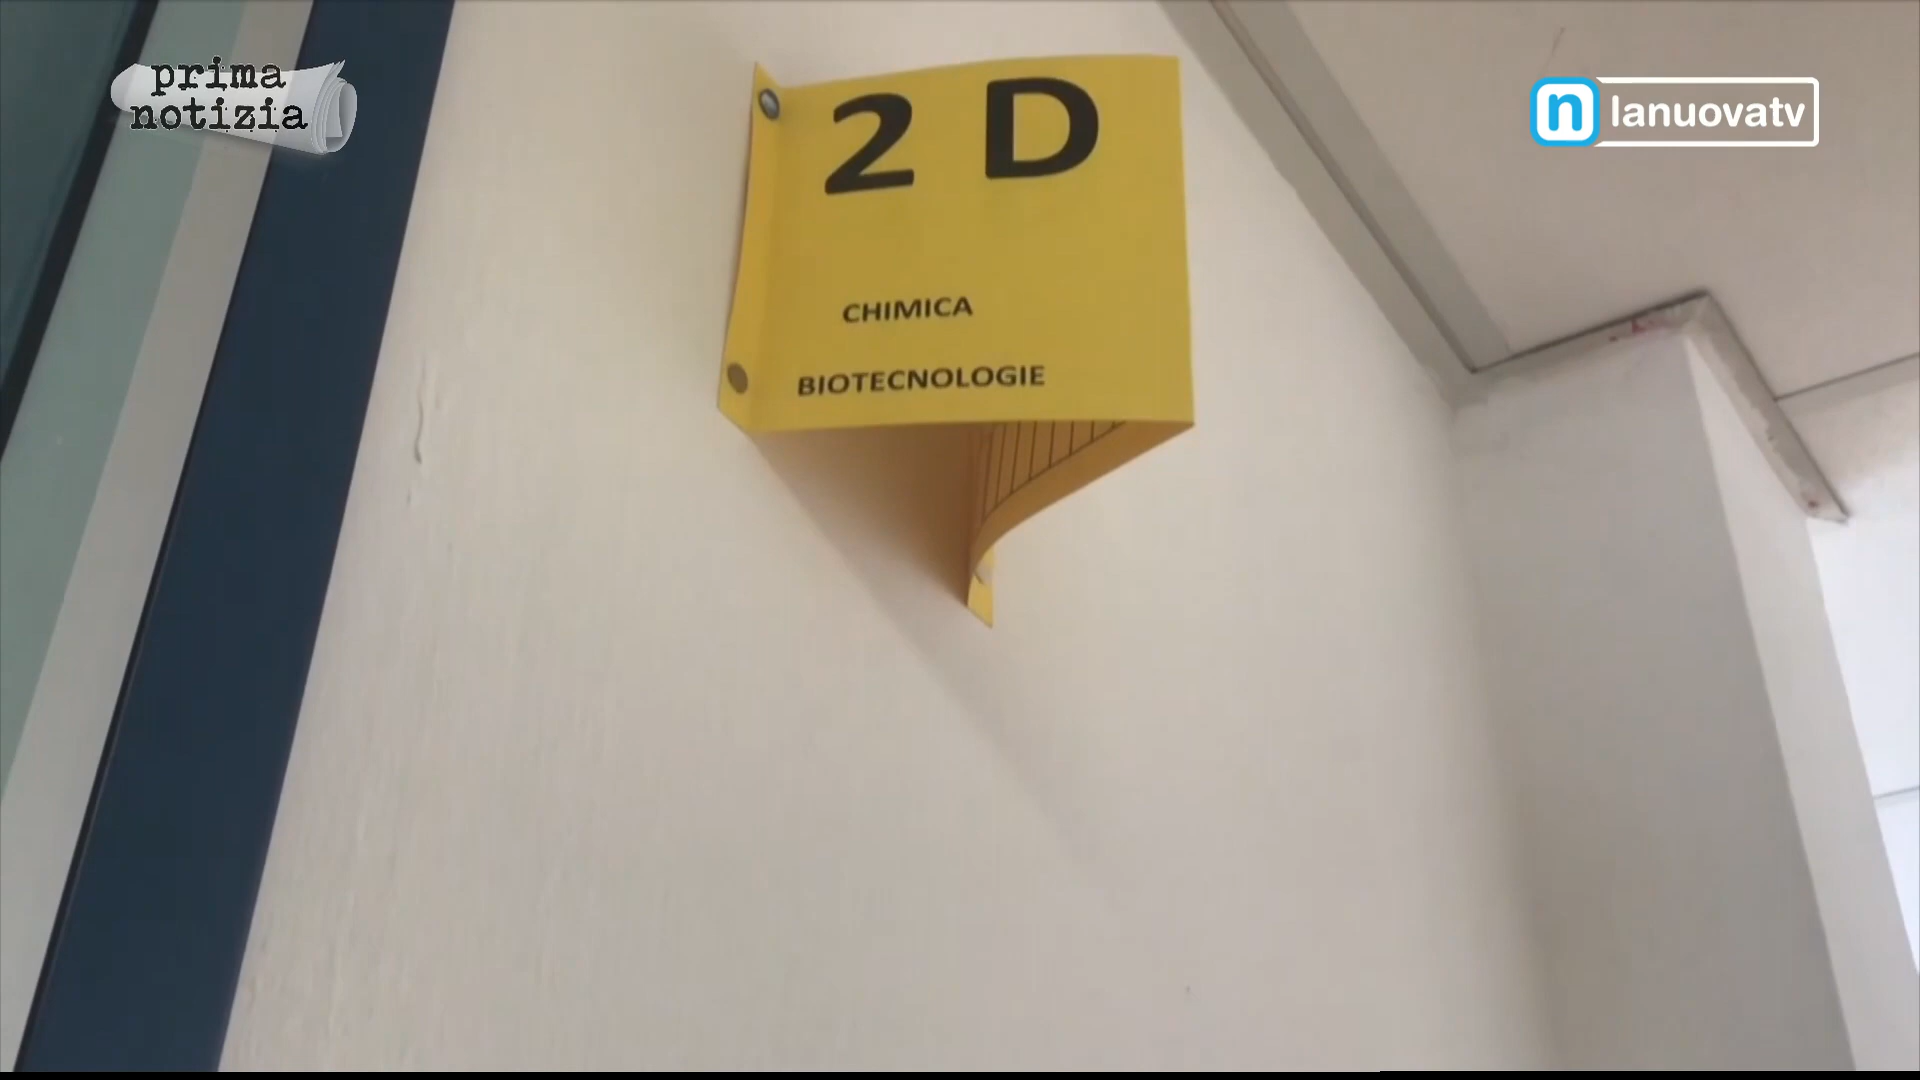 prima
notizia
n lanuovatv
2 D
CHIMICA
BIOTECNOLOGIE